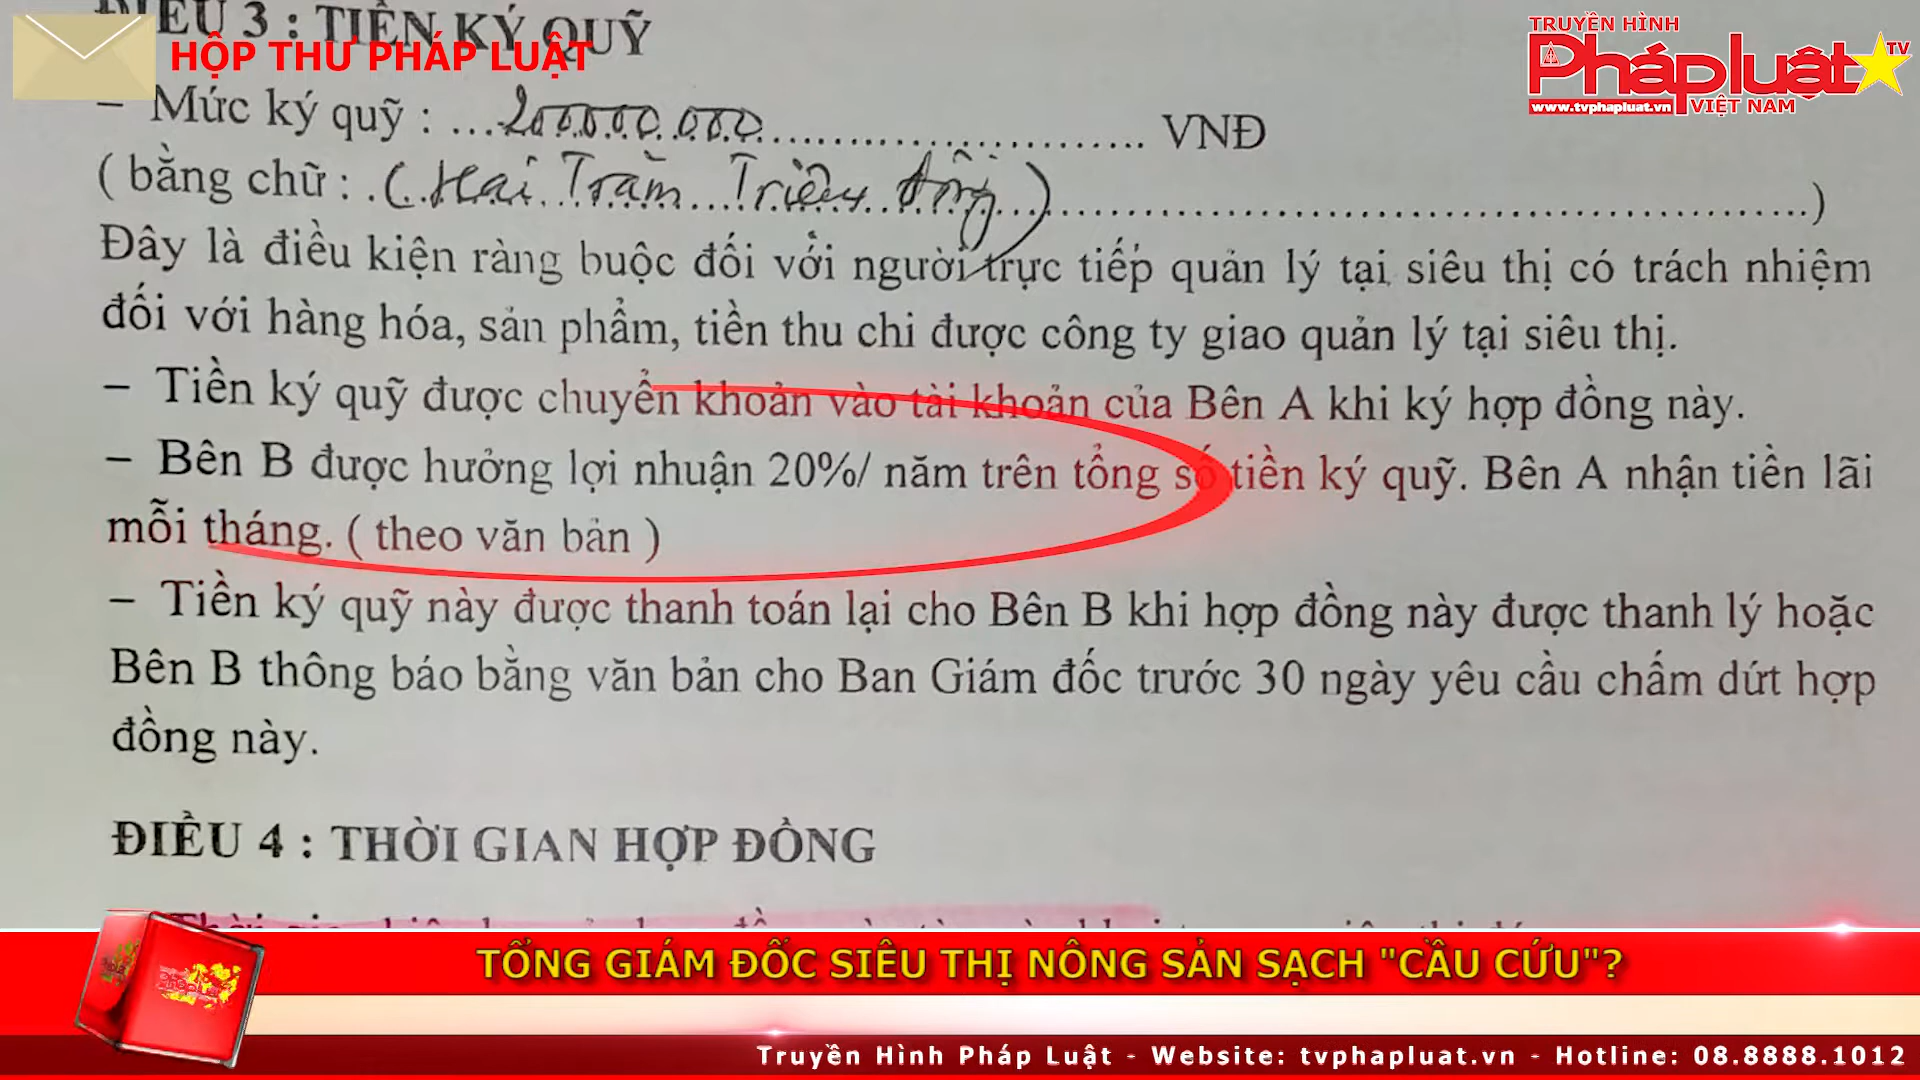 ĐIỀU 3 : TIỀN KÝ QUỸ
HỘP THƯ PHÁP LUẬT
TRUYỀN HÌNH
Pháp luật TV
www.tvphapluat.vn VIỆT NAM
– Mức ký quỹ : ...200.000.000.......... VNĐ
( bằng chữ : .(Hai Trăm Triệu đồng)..........)
Đây là điều kiện ràng buộc đối với người trực tiếp quản lý tại siêu thị có trách nhiệm
đối với hàng hóa, sản phẩm, tiền thu chi được công ty giao quản lý tại siêu thị.
– Tiền ký quỹ được chuyển khoản vào tài khoản của Bên A khi ký hợp đồng này.
– Bên B được hưởng lợi nhuận 20%/ năm trên tổng số tiền ký quỹ. Bên A nhận tiền lãi
mỗi tháng. ( theo văn bản )
– Tiền ký quỹ này được thanh toán lại cho Bên B khi hợp đồng này được thanh lý hoặc
Bên B thông báo bằng văn bản cho Ban Giám đốc trước 30 ngày yêu cầu chấm dứt hợp
đồng này.
ĐIỀU 4 : THỜI GIAN HỢP ĐỒNG
TỔNG GIÁM ĐỐC SIÊU THỊ NÔNG SẢN SẠCH "CẦU CỨU"?
Truyền Hình Pháp Luật - Website: tvphapluat.vn - Hotline: 08.8888.1012